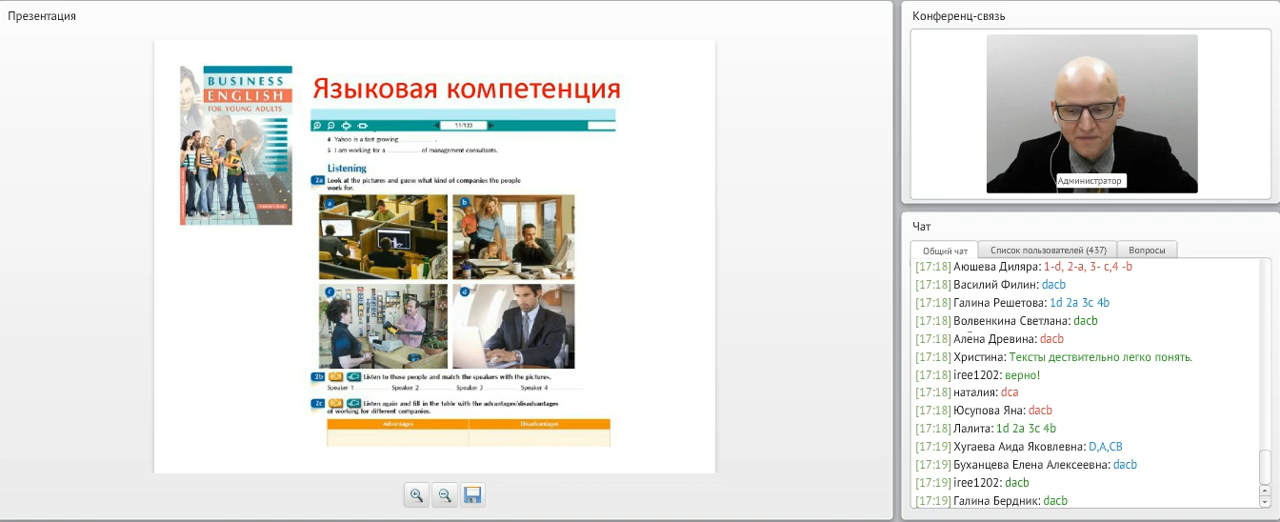 Презентация
BUSINESS
ENGLISH
FOR YOUNG ADULTS
Языковая компетенция
11/133
4 Yahoo is a fast growing
5 I am working for a of management consultants.
Listening
2a Look at the pictures and guess what kind of companies the people
work for.
a
b
c
d
2b Listen to these people and match the speakers with the pictures.
Speaker 1 Speaker 2 Speaker 3 Speaker 4
2c Listen again and fill in the table with the advantages/disadvantages
of working for different companies.
Advantages Disadvantages
Конференц-связь
Администратор
Чат
Общий чат Список пользователей (437) Вопросы
[17:18] Аюшева Диляра: 1-d, 2-a, 3- c,4 -b
[17:18] Василий Филин: dacb
[17:18] Галина Решетова: 1d 2a 3c 4b
[17:18] Волвенкина Светлана: dacb
[17:18] Алёна Древина: dacb
[17:18] Христина: Тексты дествительно легко понять.
[17:18] iree1202: верно!
[17:18] наталия: dca
[17:18] Юсупова Яна: dacb
[17:18] Лалита: 1d 2a 3c 4b
[17:19] Хугаева Аида Яковлевна: D,A,CB
[17:19] Буханцева Елена Алексеевна: dacb
[17:19] iree1202: dacb
[17:19] Галина Бердник: dacb